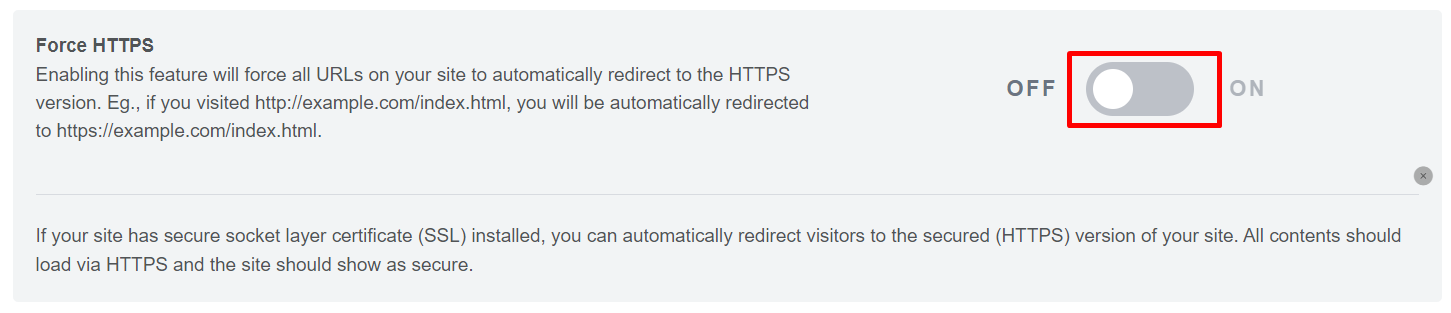 Force HTTPS
Enabling this feature will force all URLs on your site to automatically redirect to the HTTPS
version. Eg., if you visited http://example.com/index.html, you will be automatically redirected
to https://example.com/index.html.
OFF ON
If your site has secure socket layer certificate (SSL) installed, you can automatically redirect visitors to the secured (HTTPS) version of your site. All contents should
load via HTTPS and the site should show as secure.